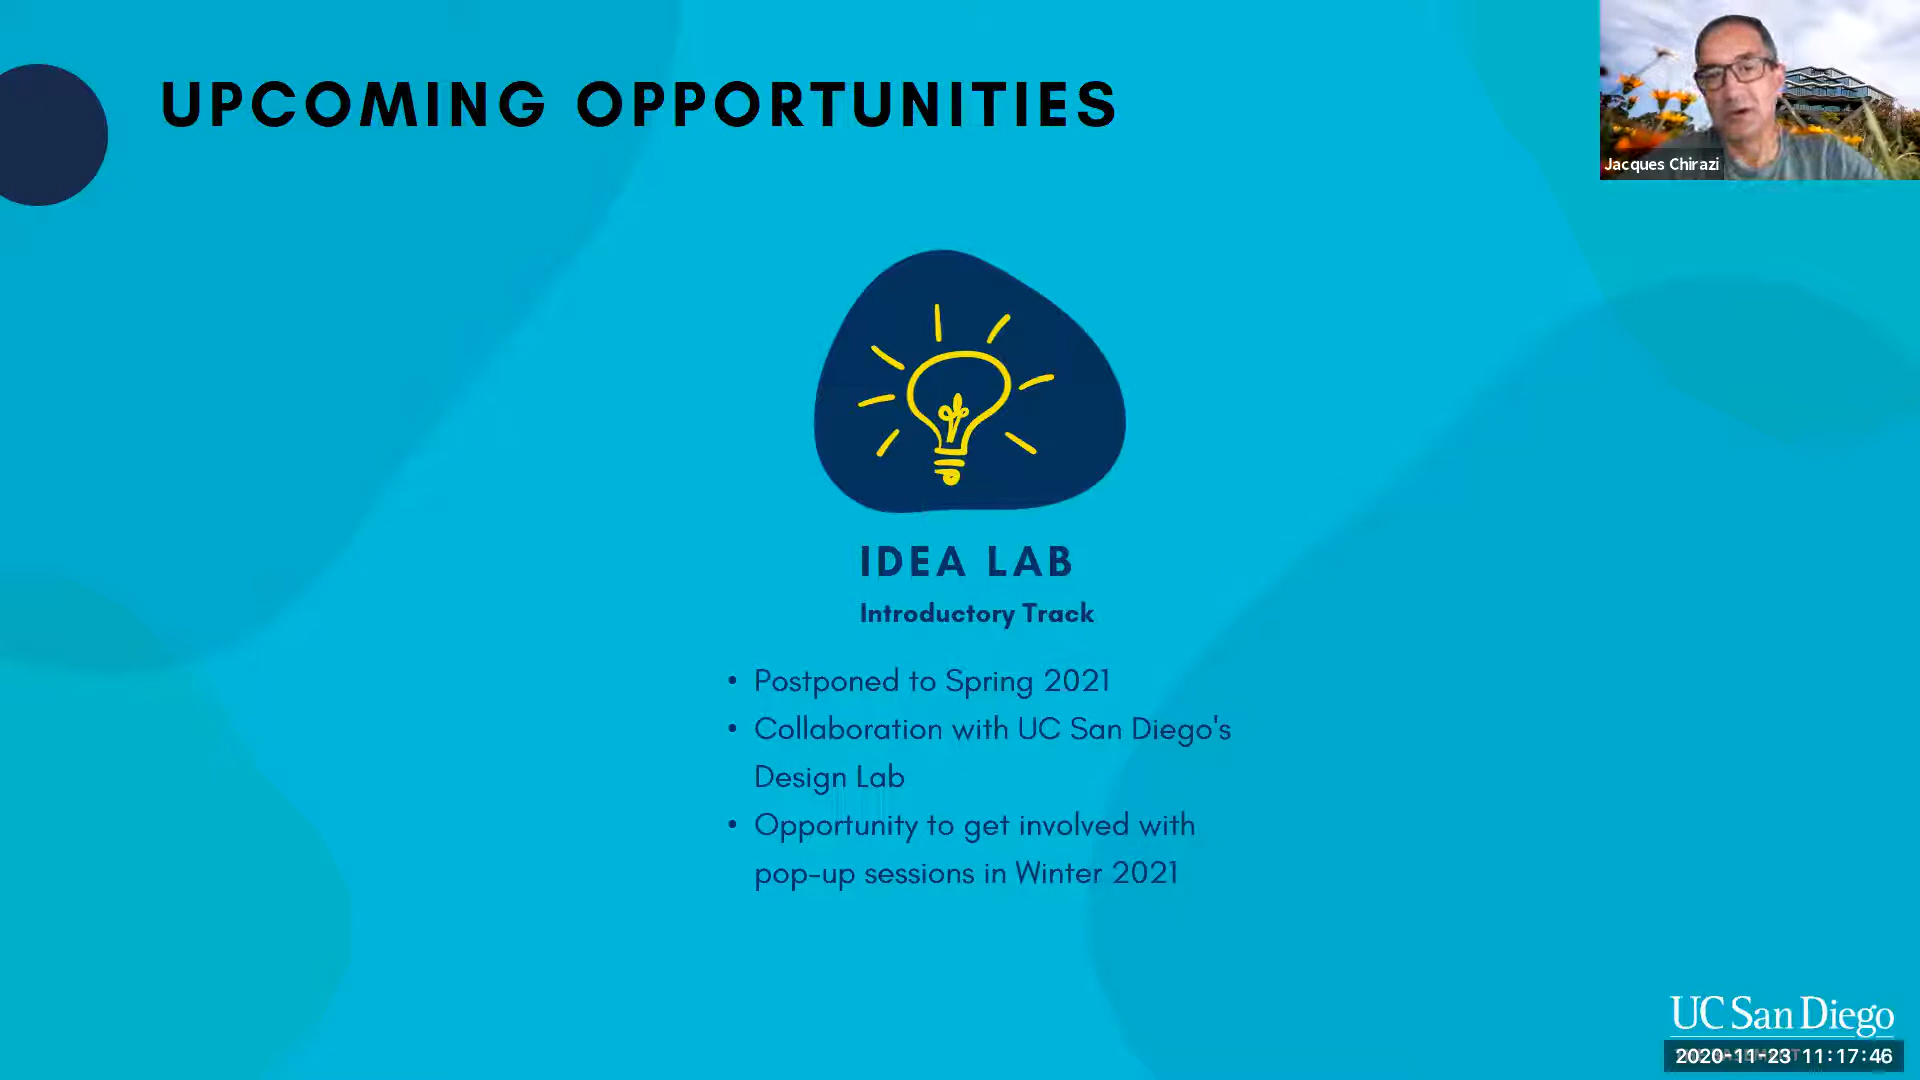 UPCOMING OPPORTUNITIES
Jacques Chirazi
IDEA LAB
Introductory Track
• Postponed to Spring 2021
• Collaboration with UC San Diego's
Design Lab
• Opportunity to get involved with
pop-up sessions in Winter 2021
UC San Diego
2020-11-23 11:17:46